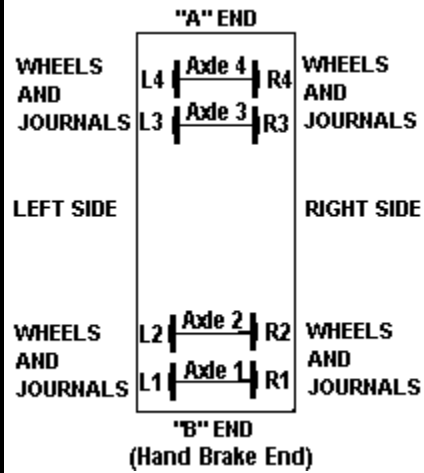 "A" END
WHEELS AND JOURNALS
L4 Axle 4 R4
WHEELS AND JOURNALS
L3 Axle 3 R3
LEFT SIDE
RIGHT SIDE
WHEELS AND JOURNALS
L2 Axle 2 R2
WHEELS AND JOURNALS
L1 Axle 1 R1
"B" END
(Hand Brake End)